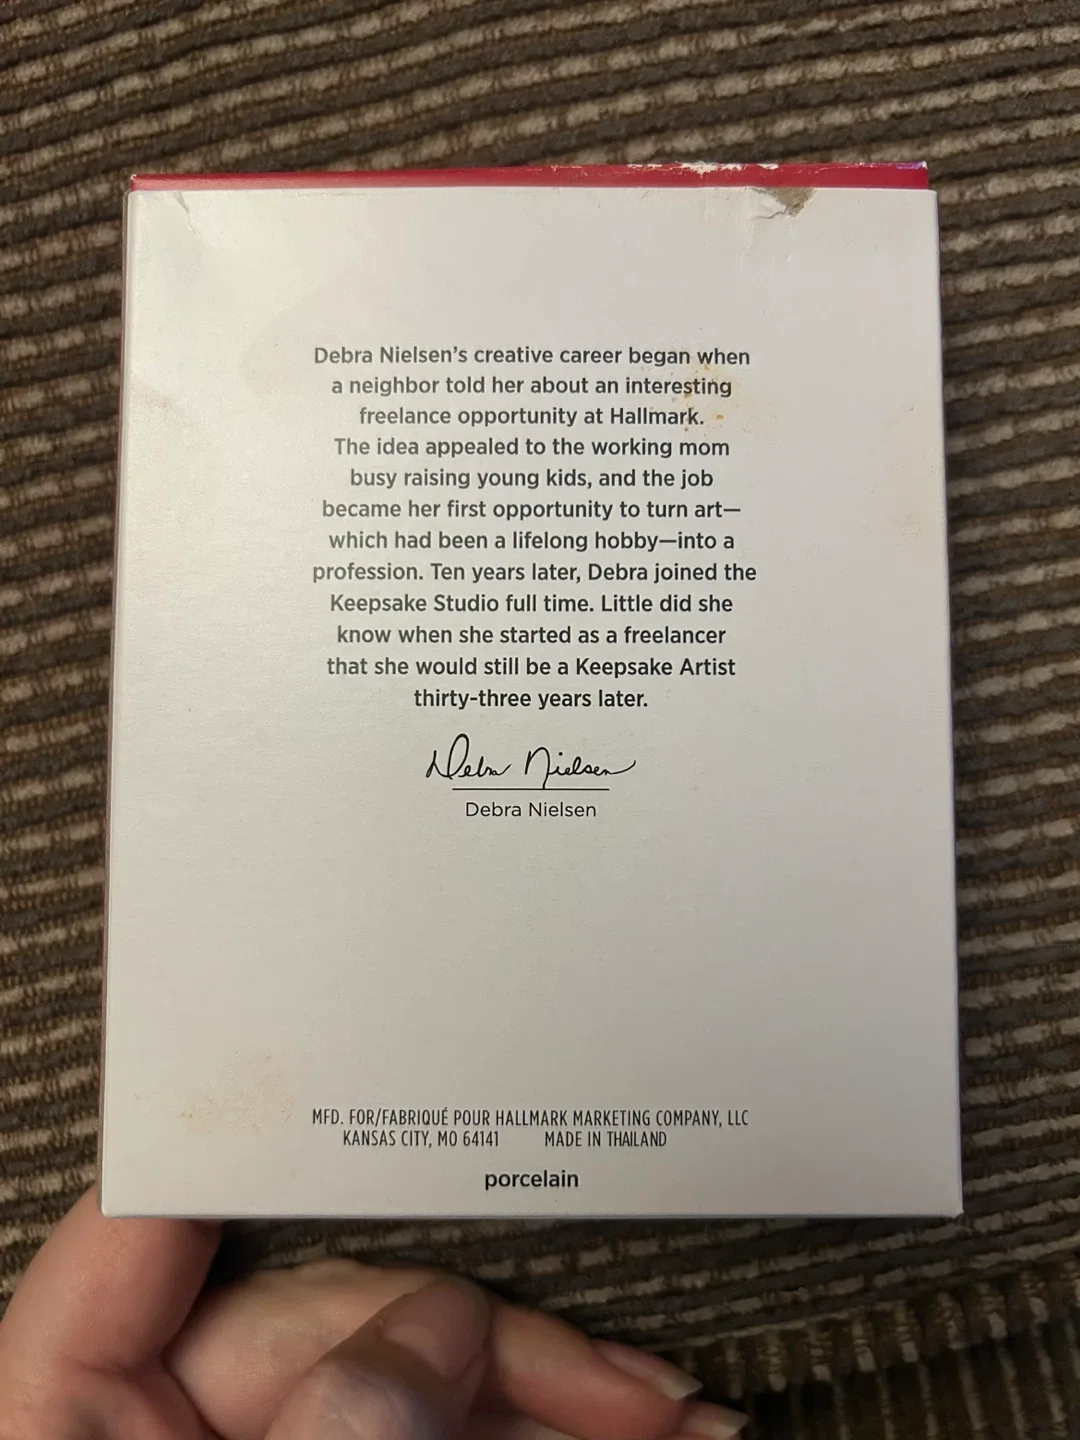 Debra Nielsen's creative career began when
a neighbor told her about an interesting
freelance opportunity at Hallmark.
The idea appealed to the working mom
busy raising young kids, and the job
became her first opportunity to turn art—
which had been a lifelong hobby—into a
profession. Ten years later, Debra joined the
Keepsake Studio full time. Little did she
know when she started as a freelancer
that she would still be a Keepsake Artist
thirty-three years later.
Debra Nielsen
Debra Nielsen
MFD. FOR/FABRIQUÉ POUR HALLMARK MARKETING COMPANY, LLC
KANSAS CITY, MO 64141 MADE IN THAILAND
porcelain